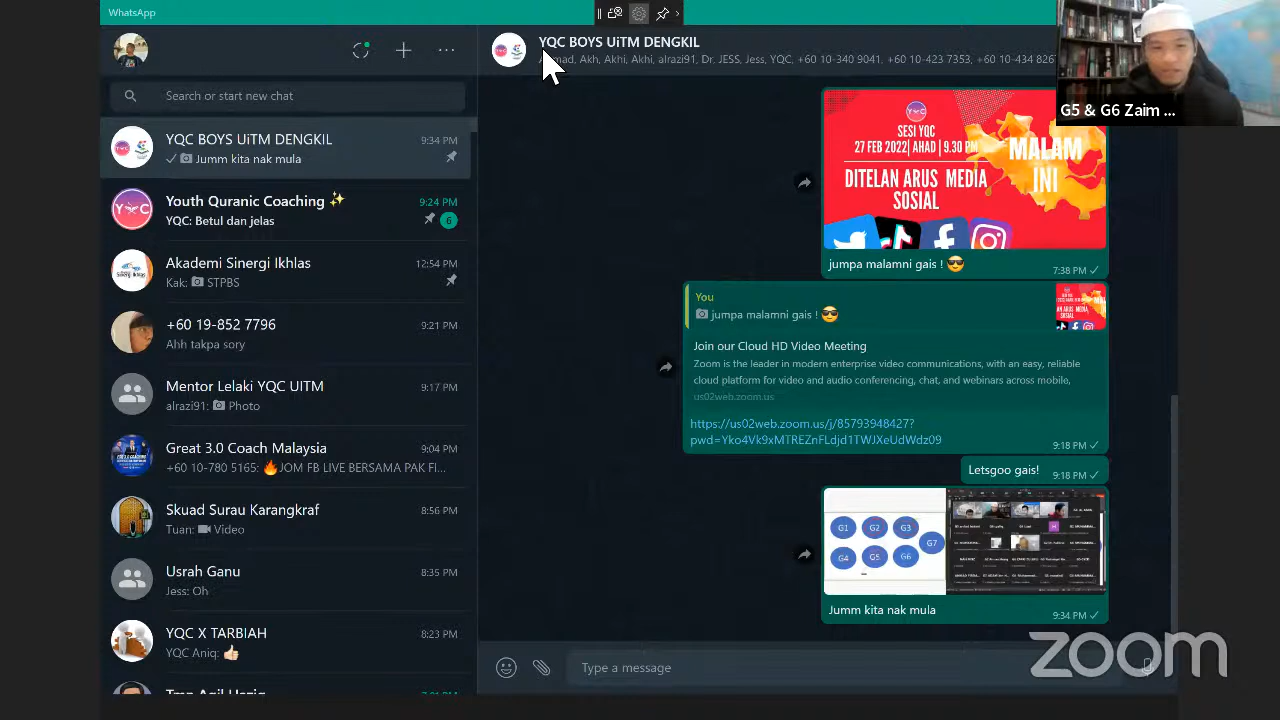 WhatsApp
Search or start new chat
YQC BOYS UiTM DENGKIL
9:34 PM
Jumm kita nak mula
Youth Quranic Coaching ✨
9:24 PM
YQC: Betul dan jelas
6
Akademi Sinergi Ikhlas
12:54 PM
Kak: STPBS
+60 10-852 7796
9:21 PM
Ahh takpa sory
Mentor Lelaki YQC UITM
9:17 PM
alrazi91: Photo
Great 3.0 Coach Malaysia
9:04 PM
+60 10-780 5165: 🔥JOM FB LIVE BERSAMA PAK FI...
Skuad Surau Karangkraf
8:56 PM
Tuan: Video
Usrah Ganu
8:35 PM
Jess: Oh
YQC X TARBIAH
8:23 PM
YQC Aniq: 👍🏻
YQC BOYS UiTM DENGKIL
Akh, Akhi, Akhi, alrazi91, Dr. JESS, Jess, YQC, +60 10-340 9041, +60 10-423 7353, +60 10-434 826
G5 & G6 Zaim ...
YQC
SESI YQC
27 FEB 2022| AHAD | 9.30 PM
DITELAN ARUS MEDIA
SOSIAL
MALAM
INI
jumpa malamni gais ! 😎
7:38 PM
You
jumpa malamni gais ! 😎
Join our Cloud HD Video Meeting
Zoom is the leader in modern enterprise video communications, with an easy, reliable
cloud platform for video and audio conferencing, chat, and webinars across mobile,
us02web.zoom.us
https://us02web.zoom.us/j/85793948427?
pwd=Yko4Vk9xMTREZnFLdjd1TWJXeUdWdz09
9:18 PM
Letsgoo gais!
9:18 PM
G1 G2 G3
G7
G4 G5 G6
Jumm kita nak mula
9:34 PM
Type a message
zoom